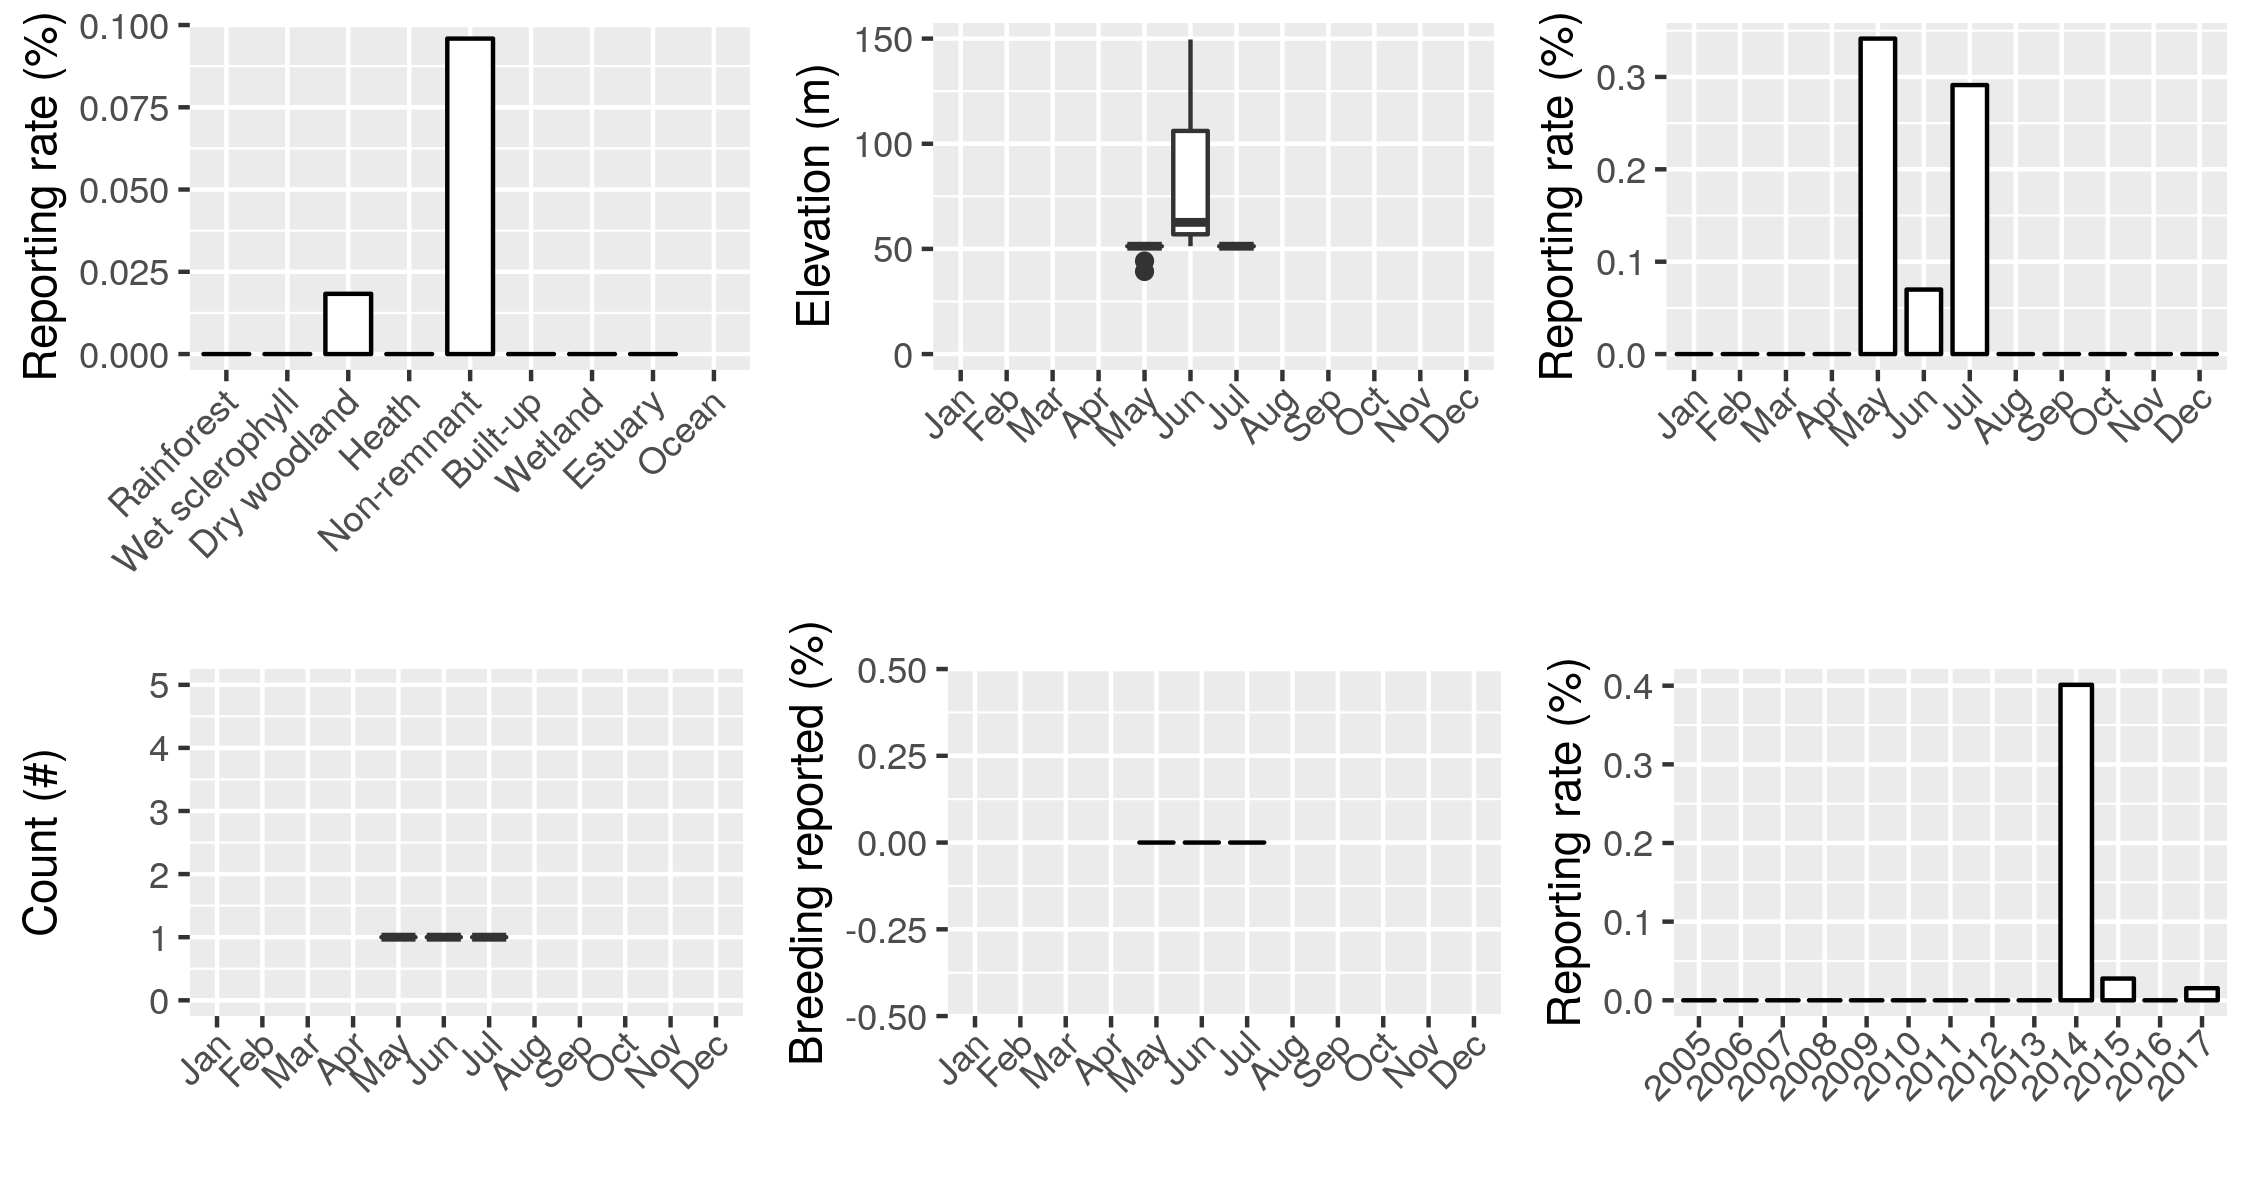 Reporting rate (%)
0.100
0.075
0.050
0.025
0.000
Rainforest
Wet sclerophyll
Dry woodland
Heath
Non-remnant
Built-up
Wetland
Estuary
Ocean
Elevation (m)
150
100
50
0
Jan
Feb
Mar
Apr
May
Jun
Jul
Aug
Sep
Oct
Nov
Dec
Reporting rate (%)
0.3
0.2
0.1
0.0
Jan
Feb
Mar
Apr
May
Jun
Jul
Aug
Sep
Oct
Nov
Dec
Count (#)
5
4
3
2
1
0
Jan
Feb
Mar
Apr
May
Jun
Jul
Aug
Sep
Oct
Nov
Dec
Breeding reported (%)
0.50
0.25
0.00
-0.25
-0.50
Jan
Feb
Mar
Apr
May
Jun
Jul
Aug
Sep
Oct
Nov
Dec
Reporting rate (%)
0.4
0.3
0.2
0.1
0.0
2005
2006
2007
2008
2009
2010
2011
2012
2013
2014
2015
2016
2017